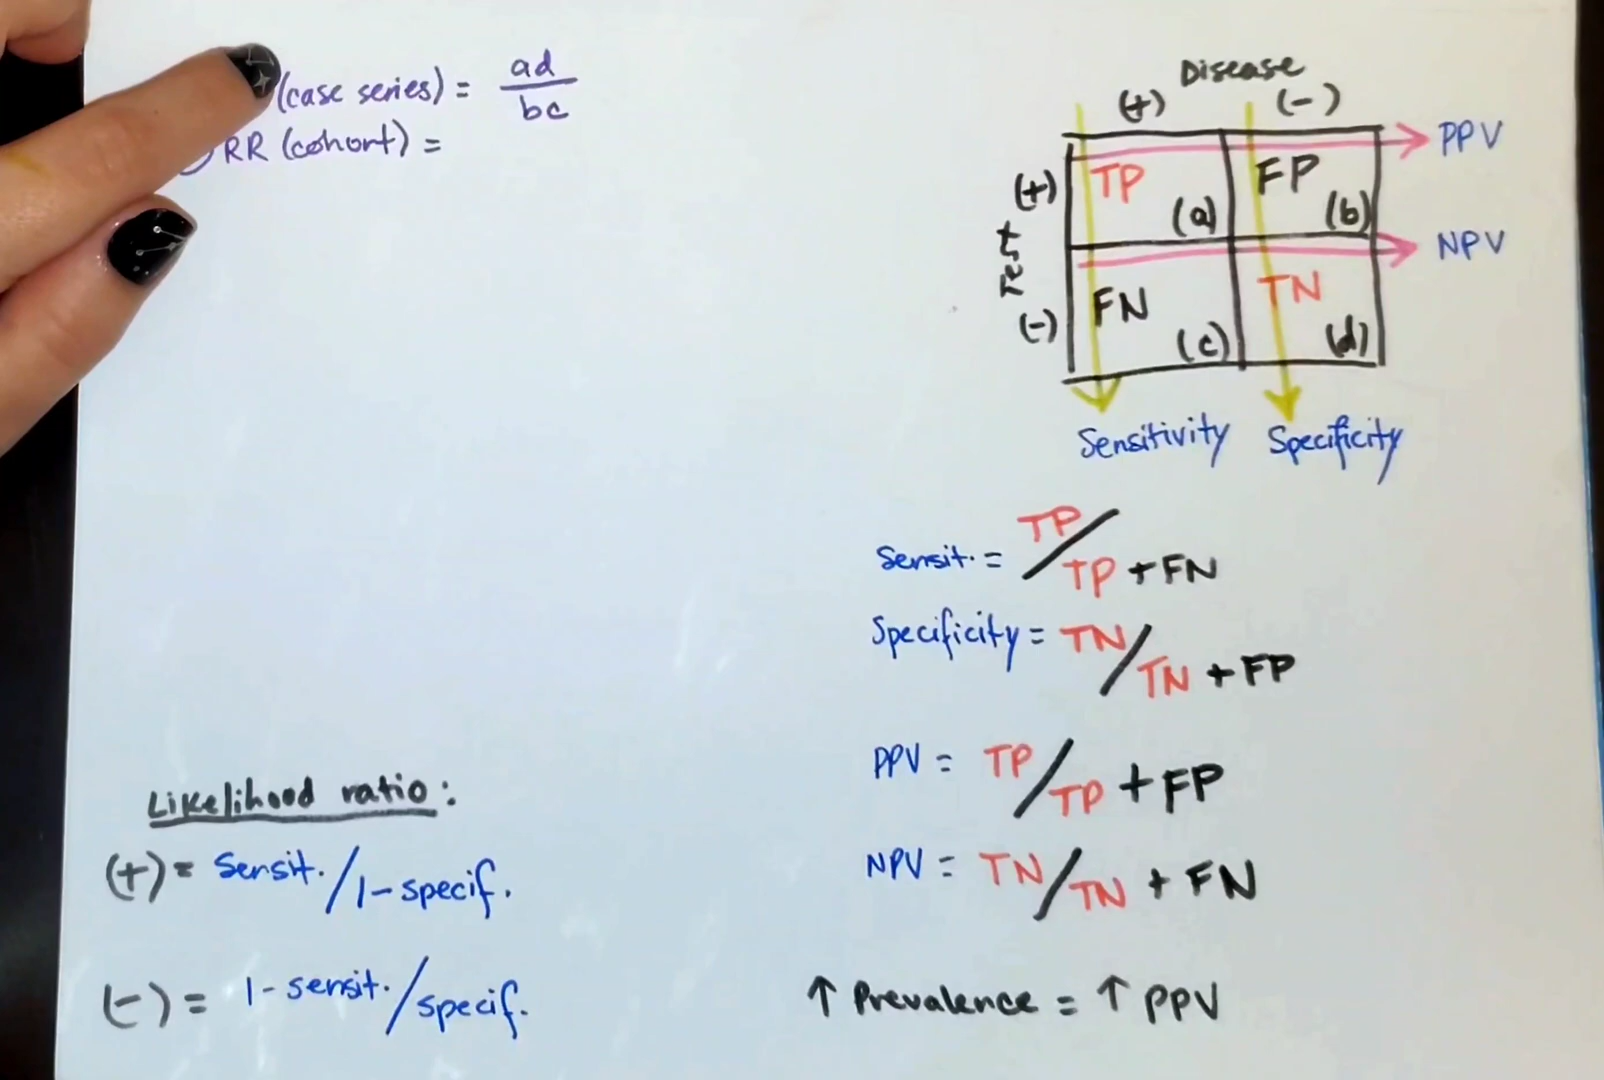 (case series) = ad/bc
RR (cohort) =
Disease
(+) (-)
Test
(+) TP (a) FP (b) PPV
(-) FN (c) TN (d) NPV
Sensitivity Specificity
Sensit. = TP/TP + FN
Specificity = TN/TN + FP
PPV = TP/TP + FP
NPV = TN/TN + FN
↑ Prevalence = ↑ PPV
Likelihood ratio:
(+) = Sensit./1 - specif.
(-) = 1 - sensit./specif.